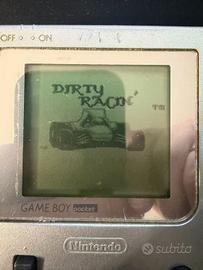 OFF ON
DIRTY
RACIN'
TM
GAME BOY pocket
Nintendo
subito